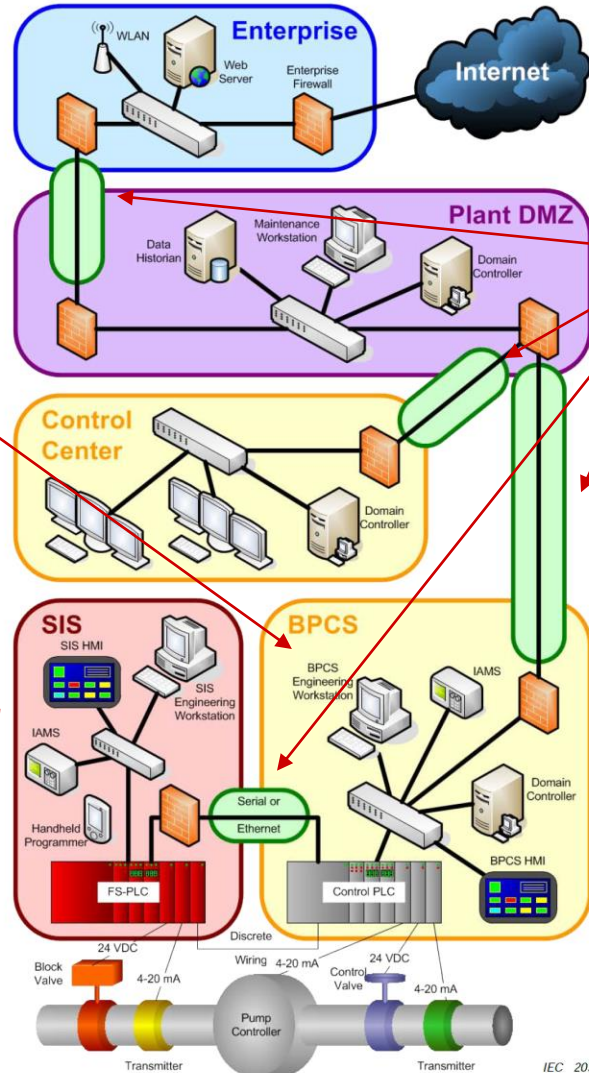 Enterprise
WLAN
Web
Server
Enterprise
Firewall
Internet
Plant DMZ
Data
Historian
Maintenance
Workstation
Domain
Controller
Control
Center
Domain
Controller
SIS
SIS HMI
SIS
Engineering
Workstation
IAMS
Handheld
Programmer
FS-PLC
Serial or
Ethernet
BPCS
BPCS
Engineering
Workstation
IAMS
Domain
Controller
BPCS HMI
Control PLC
Discrete
Wiring
24 VDC
4-20 mA
4-20 mA
24 VDC
4-20 mA
Block
Valve
Pump
Controller
Control
Valve
Transmitter
Transmitter
IEC